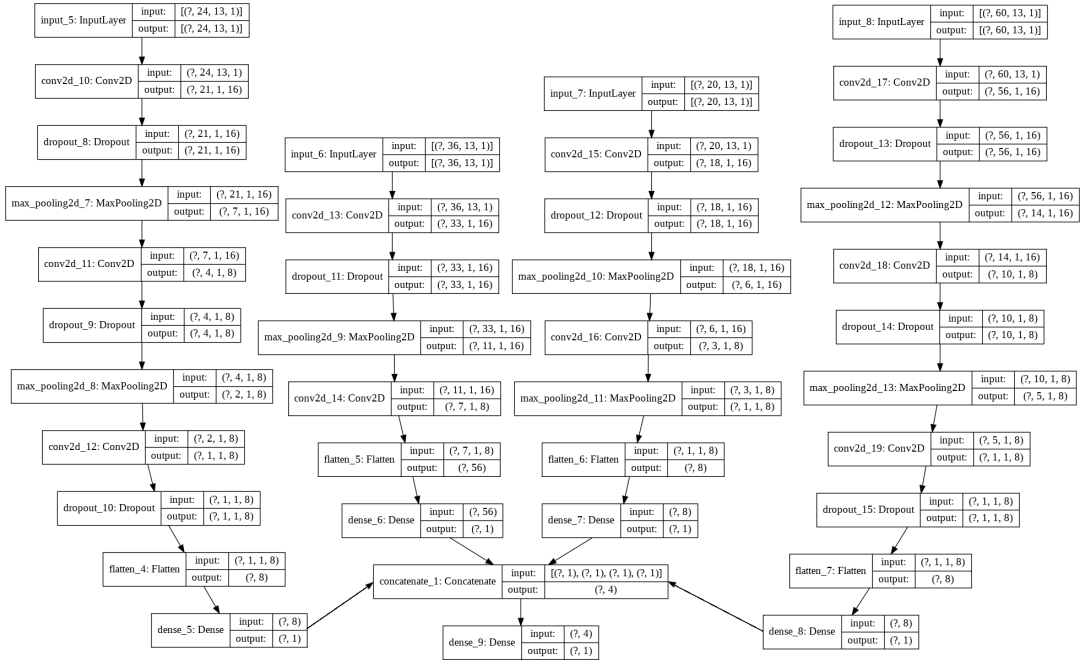 input_5: InputLayer
input: [(?, 24, 13, 1)]
output: [(?, 24, 13, 1)]
conv2d_10: Conv2D
input: (?, 24, 13, 1)
output: (?, 21, 1, 16)
dropout_8: Dropout
input: (?, 21, 1, 16)
output: (?, 21, 1, 16)
max_pooling2d_7: MaxPooling2D
input: (?, 21, 1, 16)
output: (?, 7, 1, 16)
conv2d_11: Conv2D
input: (?, 7, 1, 16)
output: (?, 4, 1, 8)
dropout_9: Dropout
input: (?, 4, 1, 8)
output: (?, 4, 1, 8)
max_pooling2d_8: MaxPooling2D
input: (?, 4, 1, 8)
output: (?, 2, 1, 8)
conv2d_12: Conv2D
input: (?, 2, 1, 8)
output: (?, 1, 1, 8)
dropout_10: Dropout
input: (?, 1, 1, 8)
output: (?, 1, 1, 8)
flatten_4: Flatten
input: (?, 1, 1, 8)
output: (?, 8)
dense_5: Dense
input: (?, 8)
output: (?, 1)
input_6: InputLayer
input: [(?, 36, 13, 1)]
output: [(?, 36, 13, 1)]
conv2d_13: Conv2D
input: (?, 36, 13, 1)
output: (?, 33, 1, 16)
dropout_11: Dropout
input: (?, 33, 1, 16)
output: (?, 33, 1, 16)
max_pooling2d_9: MaxPooling2D
input: (?, 33, 1, 16)
output: (?, 11, 1, 16)
conv2d_14: Conv2D
input: (?, 11, 1, 16)
output: (?, 7, 1, 8)
flatten_5: Flatten
input: (?, 7, 1, 8)
output: (?, 56)
dense_6: Dense
input: (?, 56)
output: (?, 1)
input_7: InputLayer
input: [(?, 20, 13, 1)]
output: [(?, 20, 13, 1)]
conv2d_15: Conv2D
input: (?, 20, 13, 1)
output: (?, 18, 1, 16)
dropout_12: Dropout
input: (?, 18, 1, 16)
output: (?, 18, 1, 16)
max_pooling2d_10: MaxPooling2D
input: (?, 18, 1, 16)
output: (?, 6, 1, 16)
conv2d_16: Conv2D
input: (?, 6, 1, 16)
output: (?, 3, 1, 8)
max_pooling2d_11: MaxPooling2D
input: (?, 3, 1, 8)
output: (?, 1, 1, 8)
flatten_6: Flatten
input: (?, 1, 1, 8)
output: (?, 8)
dense_7: Dense
input: (?, 8)
output: (?, 1)
input_8: InputLayer
input: [(?, 60, 13, 1)]
output: [(?, 60, 13, 1)]
conv2d_17: Conv2D
input: (?, 60, 13, 1)
output: (?, 56, 1, 16)
dropout_13: Dropout
input: (?, 56, 1, 16)
output: (?, 56, 1, 16)
max_pooling2d_12: MaxPooling2D
input: (?, 56, 1, 16)
output: (?, 14, 1, 16)
conv2d_18: Conv2D
input: (?, 14, 1, 16)
output: (?, 10, 1, 8)
dropout_14: Dropout
input: (?, 10, 1, 8)
output: (?, 10, 1, 8)
max_pooling2d_13: MaxPooling2D
input: (?, 10, 1, 8)
output: (?, 5, 1, 8)
conv2d_19: Conv2D
input: (?, 5, 1, 8)
output: (?, 1, 1, 8)
dropout_15: Dropout
input: (?, 1, 1, 8)
output: (?, 1, 1, 8)
flatten_7: Flatten
input: (?, 1, 1, 8)
output: (?, 8)
dense_8: Dense
input: (?, 8)
output: (?, 1)
concatenate_1: Concatenate
input: [(?, 1), (?, 1), (?, 1), (?, 1)]
output: (?, 4)
dense_9: Dense
input: (?, 4)
output: (?, 1)